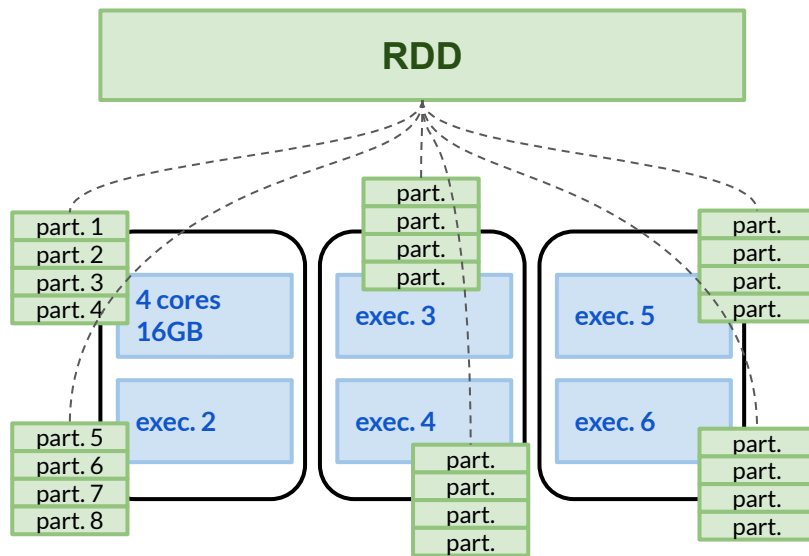 RDD
part. 1
part. 2
part. 3
part. 4
4 cores
16GB
exec. 2
part. 5
part. 6
part. 7
part. 8
part.
part.
part.
part.
exec. 3
exec. 4
part.
part.
part.
part.
part.
part.
part.
part.
exec. 5
exec. 6
part.
part.
part.
part.